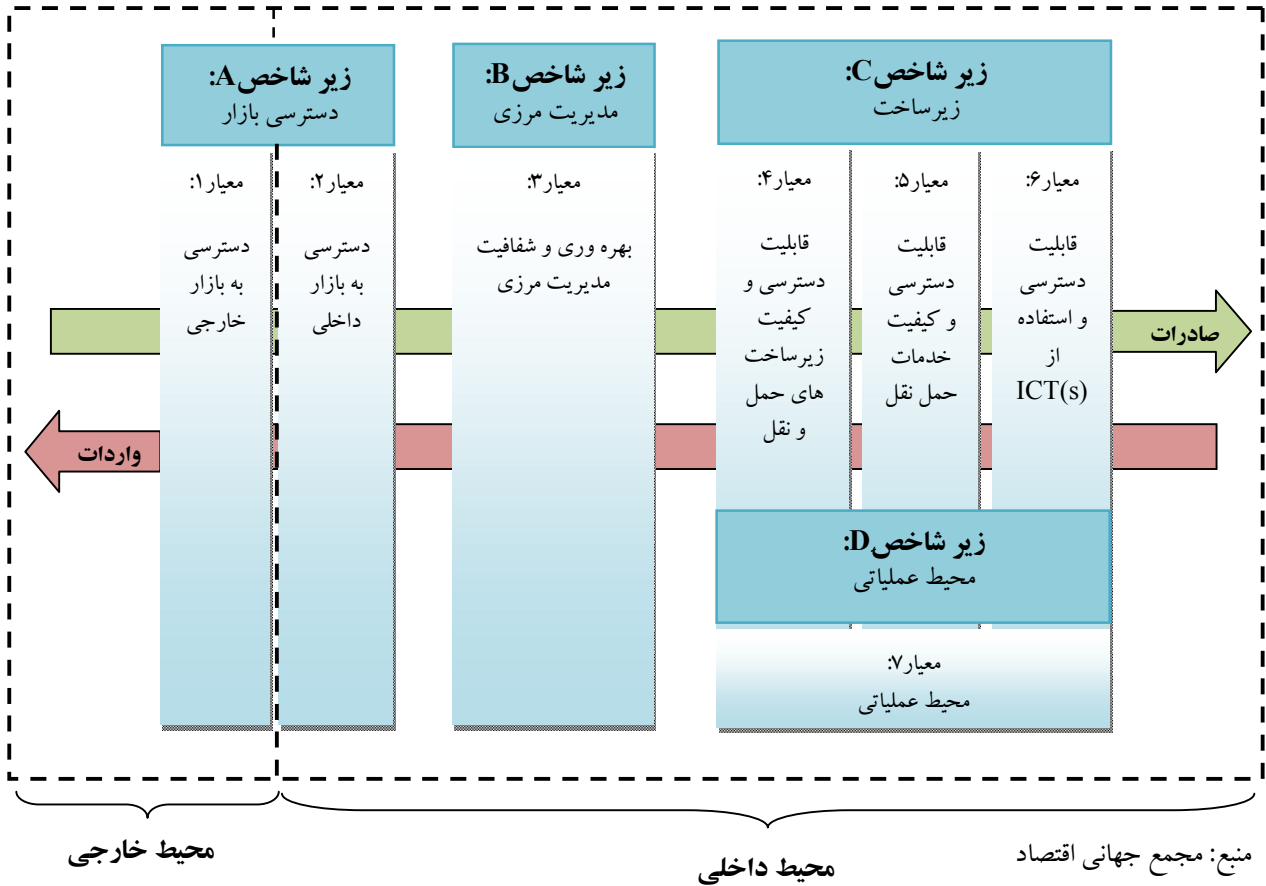 زیر شاخصA:
دسترسی بازار
زیر شاخصB:
مدیریت مرزی
زیر شاخصC:
زیرساخت
معیار۱:
دسترسی
به بازار
خارجی
معیار۲:
دسترسی
به بازار
داخلی
معیار۳:
بهره وری و شفافیت
مدیریت مرزی
معیار۴:
قابلیت
دسترسی و
کیفیت
زیرساخت
های حمل
و نقل
معیار۵:
قابلیت
دسترسی
و کیفیت
خدمات
حمل نقل
معیار۶:
قابلیت
دسترسی
و استفاده
از
ICT(s)
صادرات
واردات
زیر شاخصD:
محیط عملیاتی
معیار۷:
محیط عملیاتی
محیط خارجی
محیط داخلی
منبع: مجمع جهانی اقتصاد